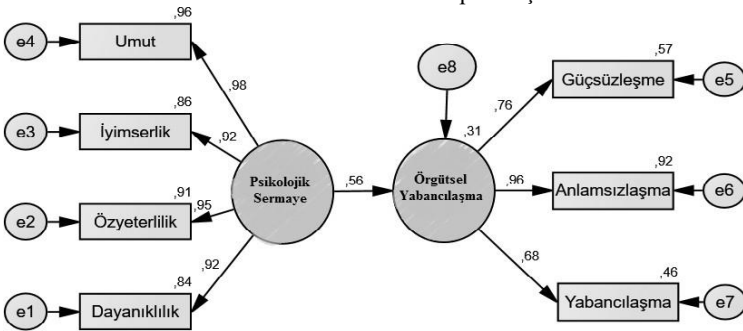 ,96
e4
Umut
,98
,86
e3
İyimserlik
,92
,91
e2
Özyeterlilik
,95
,84
e1
Dayanıklılık
,92
Psikolojik
Sermaye
,56
e8
,31
Örgütsel
Yabancılaşma
,57
,76
Güçsüzleşme
e5
,92
,96
Anlamsızlaşma
e6
,68
,46
Yabancılaşma
e7